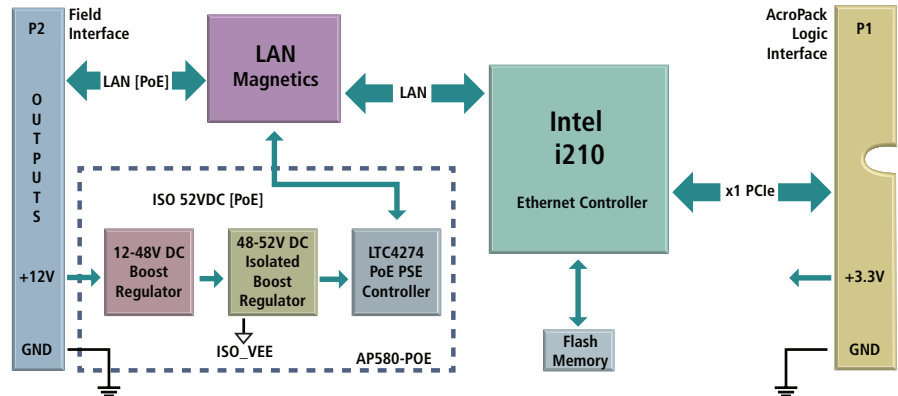 P2
Field
Interface
OUTPUTS
+12V
GND
LAN [PoE]
LAN
Magnetics
LAN
Intel
i210
Ethernet Controller
x1 PCIe
AcroPack
Logic
Interface
P1
+3.3V
GND
Flash
Memory
ISO 52VDC [PoE]
12-48V DC
Boost
Regulator
48-52V DC
Isolated
Boost
Regulator
LTC4274
PoE PSE
Controller
ISO_VEE
AP580-POE